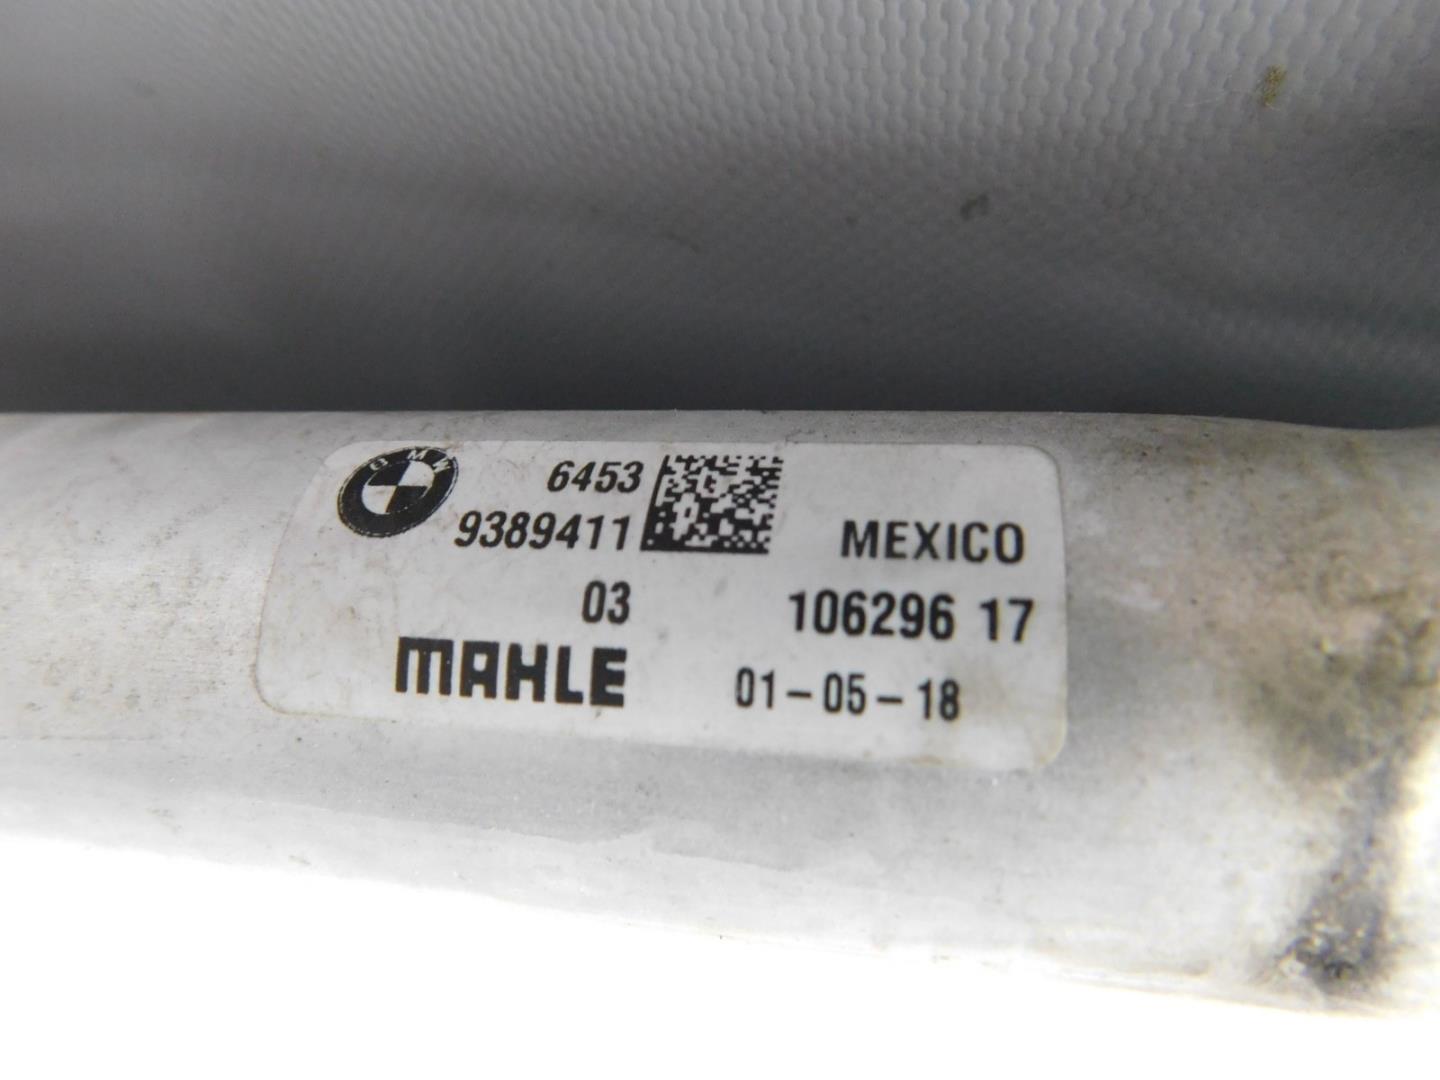 BMW
6453
9389411
MEXICO
03
106296 17
MAHLE
01-05-18